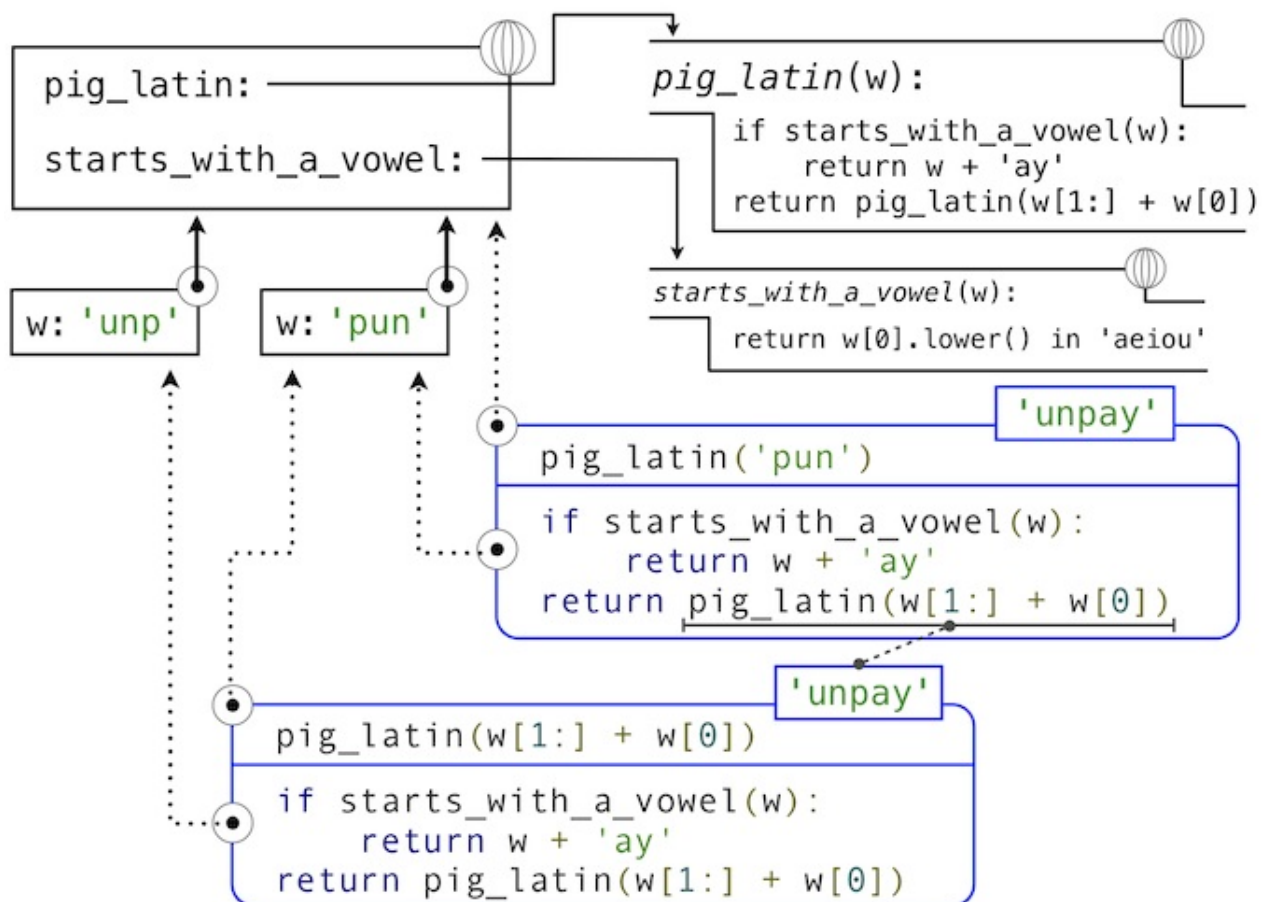 pig_latin:
starts_with_a_vowel:
pig_latin(w):
if starts_with_a_vowel(w):
return w + 'ay'
return pig_latin(w[1:] + w[0])
starts_with_a_vowel(w):
return w[0].lower() in 'aeiou'
w: 'unp'
w: 'pun'
'unpay'
pig_latin('pun')
if starts_with_a_vowel(w):
return w + 'ay'
return pig_latin(w[1:] + w[0])
'unpay'
pig_latin(w[1:] + w[0])
if starts_with_a_vowel(w):
return w + 'ay'
return pig_latin(w[1:] + w[0])